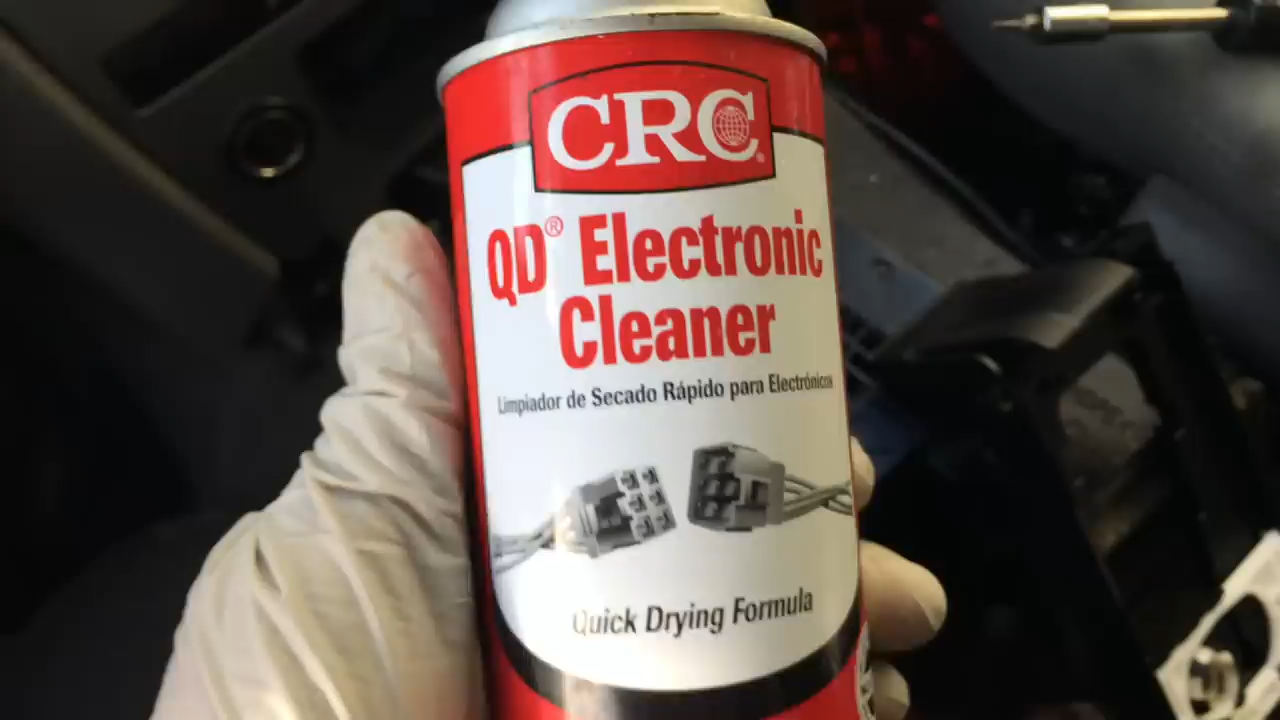 CRC
QD® Electronic
Cleaner
Limpiador de Secado Rápido para Electrónicos
Quick Drying Formula